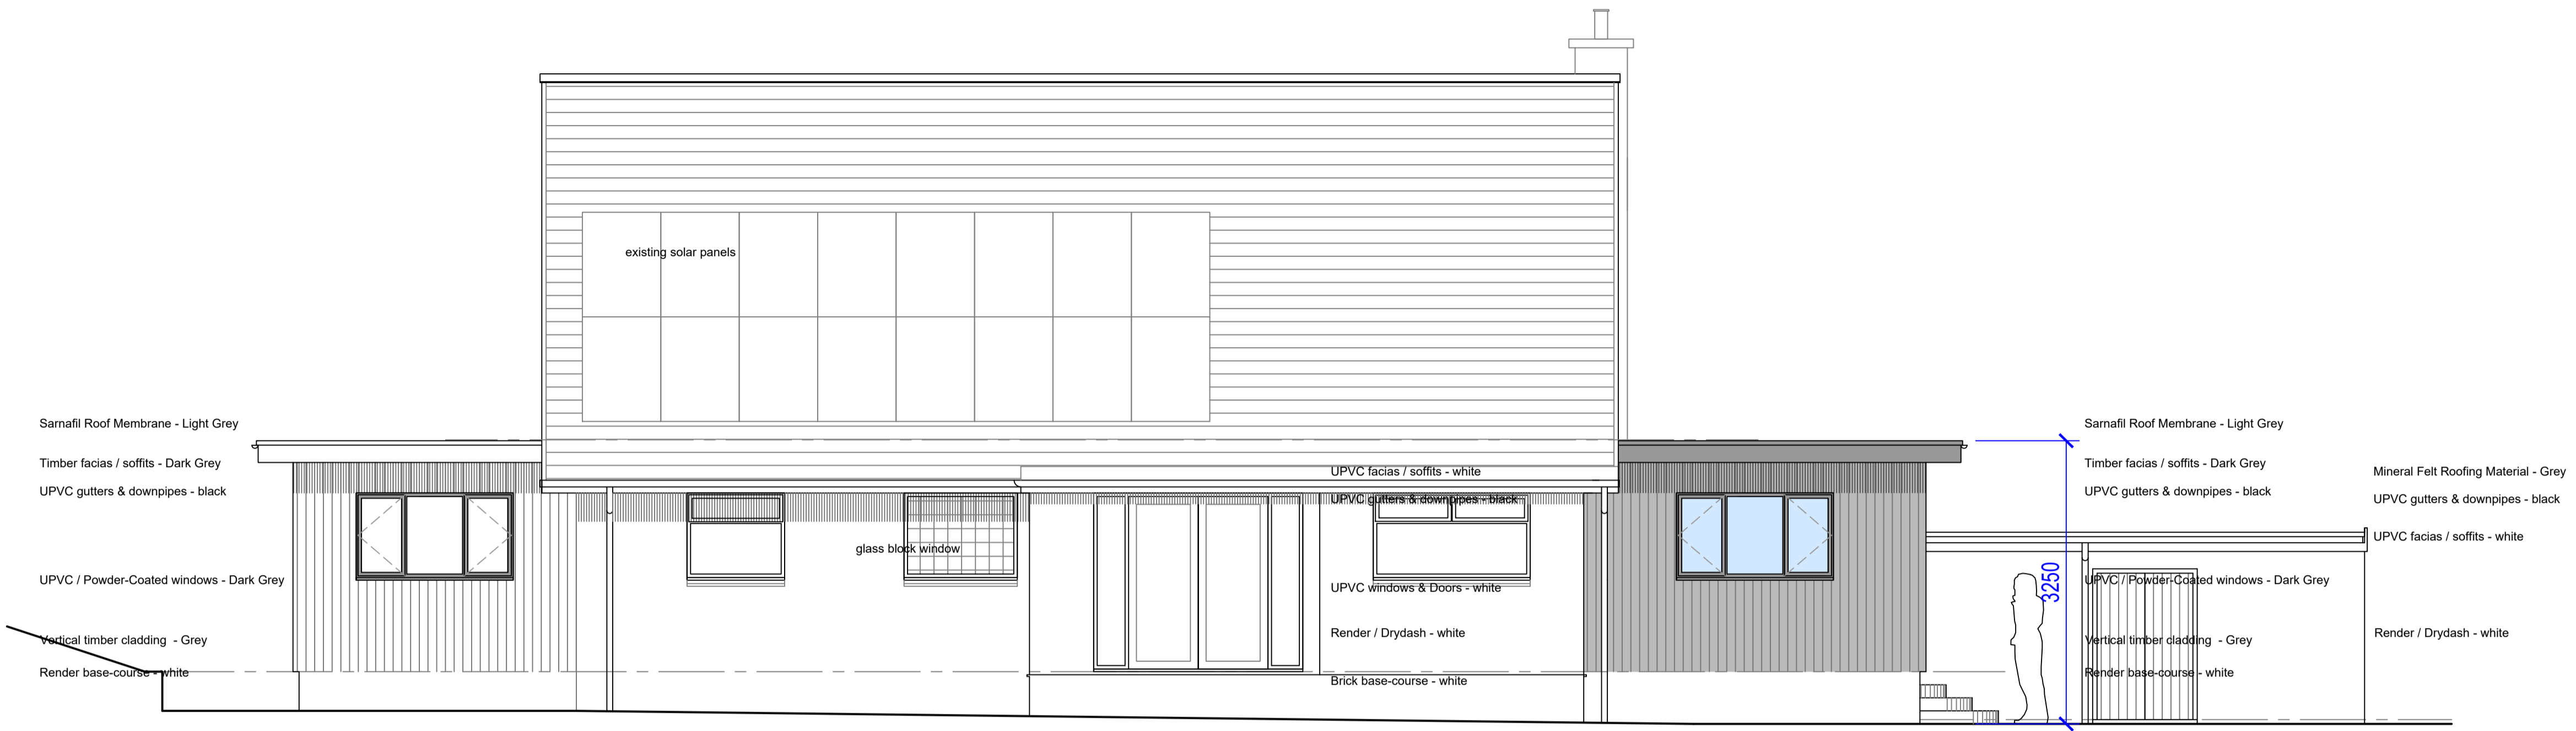 existing solar panels
Sarnafil Roof Membrane - Light Grey
Timber facias / soffits - Dark Grey
UPVC gutters & downpipes - black
UPVC / Powder-Coated windows - Dark Grey
Vertical timber cladding - Grey
Render base-course - white
glass block window
UPVC facias / soffits - white
UPVC gutters & downpipes - black
UPVC windows & Doors - white
Render / Drydash - white
Brick base-course - white
3250
Sarnafil Roof Membrane - Light Grey
Timber facias / soffits - Dark Grey
UPVC gutters & downpipes - black
UPVC / Powder-Coated windows - Dark Grey
Vertical timber cladding - Grey
Render base-course - white
Mineral Felt Roofing Material - Grey
UPVC gutters & downpipes - black
UPVC facias / soffits - white
Render / Drydash - white